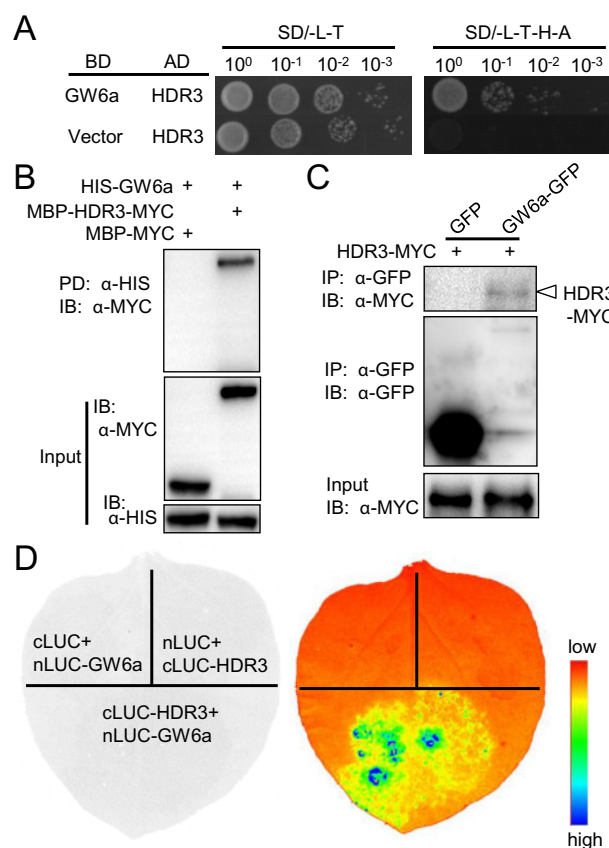 A
SD/-L-T
SD/-L-T-H-A
BD AD 10⁰ 10⁻¹ 10⁻² 10⁻³ 10⁰ 10⁻¹ 10⁻² 10⁻³
GW6a HDR3
Vector HDR3
B
HIS-GW6a + +
MBP-HDR3-MYC +
MBP-MYC +
PD: α-HIS
IB: α-MYC
Input
IB:
α-MYC
IB:
α-HIS
C
GFP
GW6a-GFP
HDR3-MYC + +
IP: α-GFP
IB: α-MYC
HDR3
-MYC
IP: α-GFP
IB: α-GFP
Input
IB: α-MYC
D
cLUC+
nLUC-GW6a
nLUC+
cLUC-HDR3
cLUC-HDR3+
nLUC-GW6a
low
high